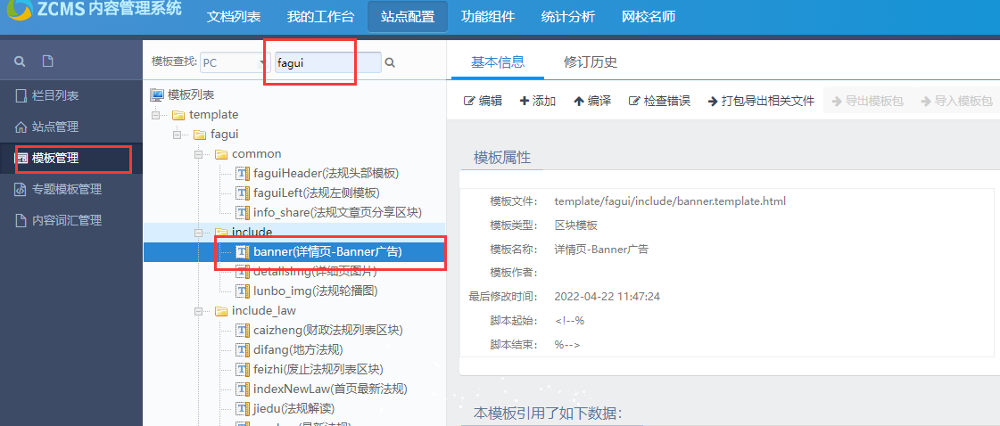 ZCMS 内容管理系统
文档列表 我的工作台 站点配置 功能组件 统计分析 网校名师
栏目列表
站点管理
模板管理
专题模板管理
内容词汇管理
模板查找: PC fagui
模板列表
template
fagui
common
faguiHeader(法规头部模板)
faguiLeft(法规左侧模板)
info_share(法规文章页分享区块)
include
banner(详情页-Banner广告)
detailsImg(详细页图片)
lunbo_img(法规轮播图)
include_law
caizheng(财政法规列表区块)
difang(地方法规)
feizhi(废止法规列表区块)
indexNewLaw(首页最新法规)
jiedu(法规解读)
基本信息 修订历史
编辑 添加 编译 检查错误 打包导出相关文件 导出模板包 导入模板包
模板属性
模板文件: template/fagui/include/banner.template.html
模板类型: 区块模板
模板名称: 详情页-Banner广告
模板作者:
最后修改时间: 2022-04-22 11:47:24
脚本起始: <!--%
脚本结束: %-->
本模板引用了如下数据: